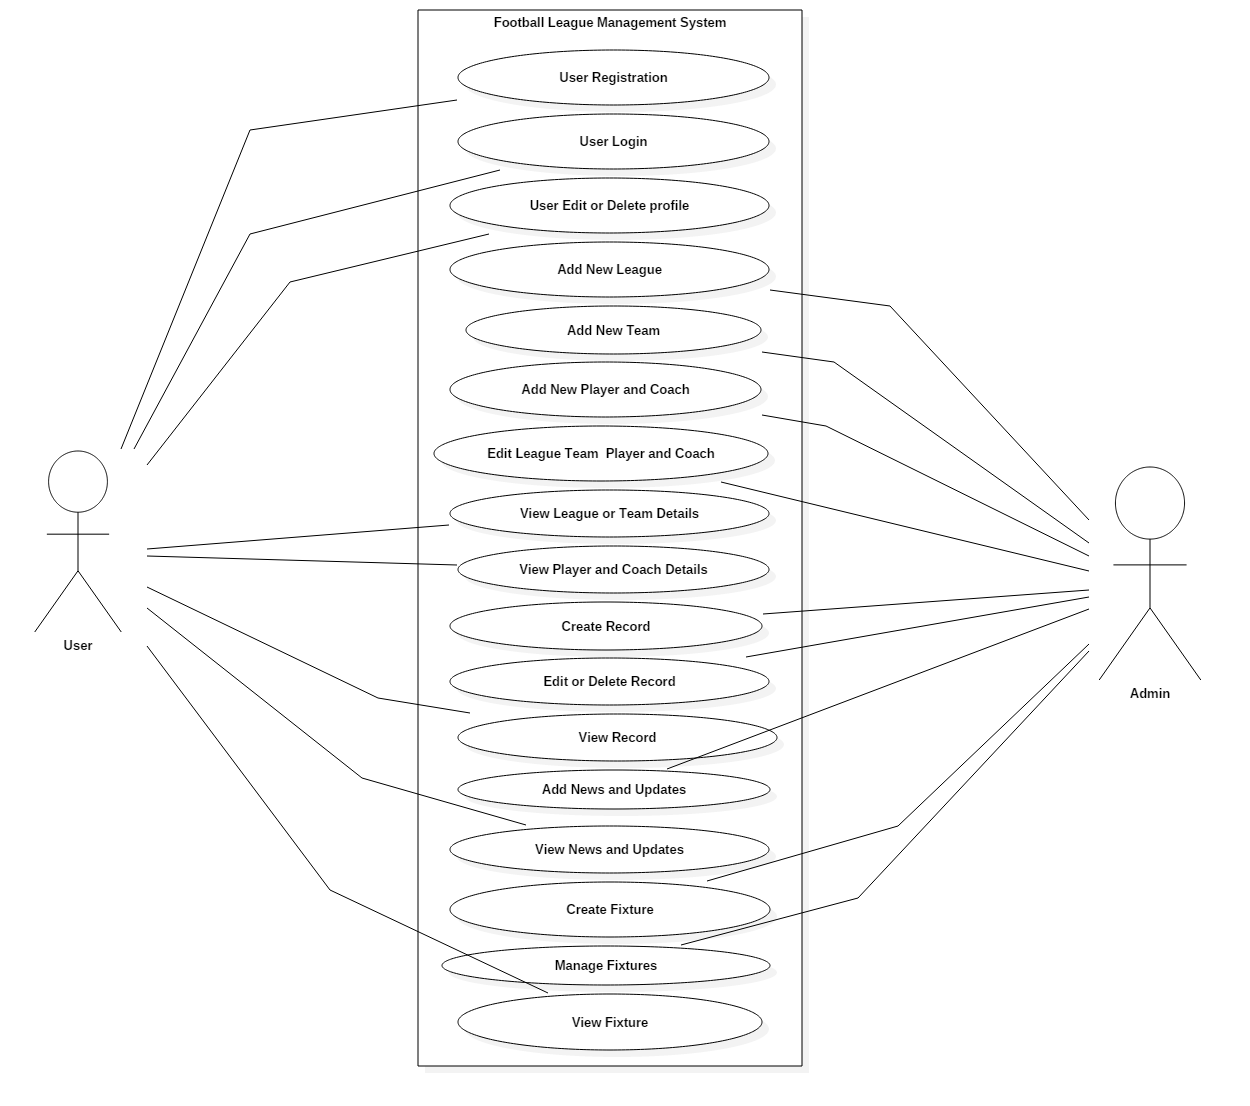 Football League Management System
User Registration
User Login
User Edit or Delete profile
Add New League
Add New Team
Add New Player and Coach
Edit League Team  Player and Coach
View League or Team Details
View Player and Coach Details
Create Record
Edit or Delete Record
View Record
Add News and Updates
View News and Updates
Create Fixture
Manage Fixtures
View Fixture
User
Admin